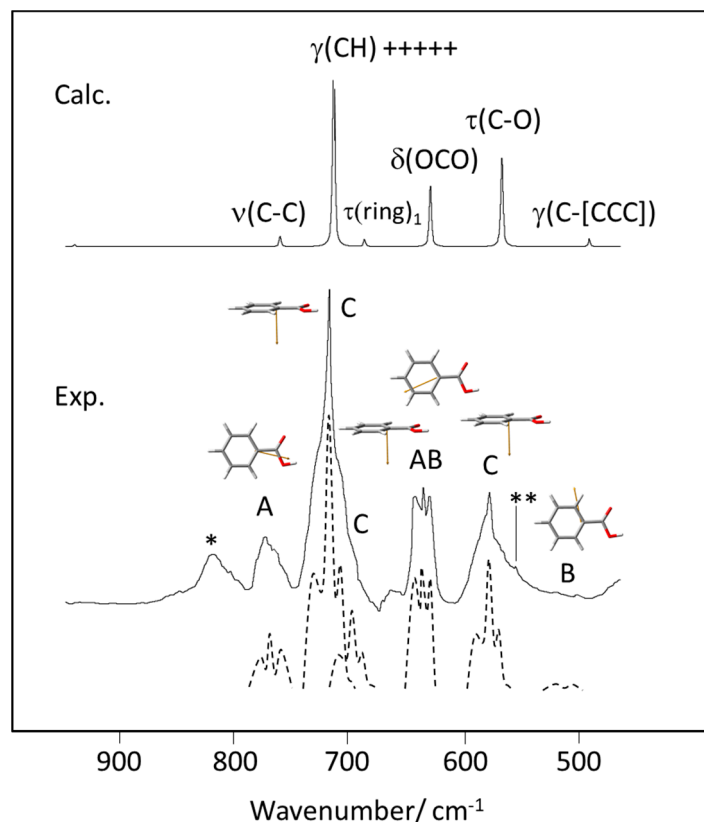 γ(CH) +++++
Calc.
τ(C-O)
δ(OCO)
ν(C-C)
τ(ring)₁
γ(C-[CCC])
C
Exp.
AB
C
A
**
*
C
B
900 800 700 600 500
Wavenumber/ cm⁻¹